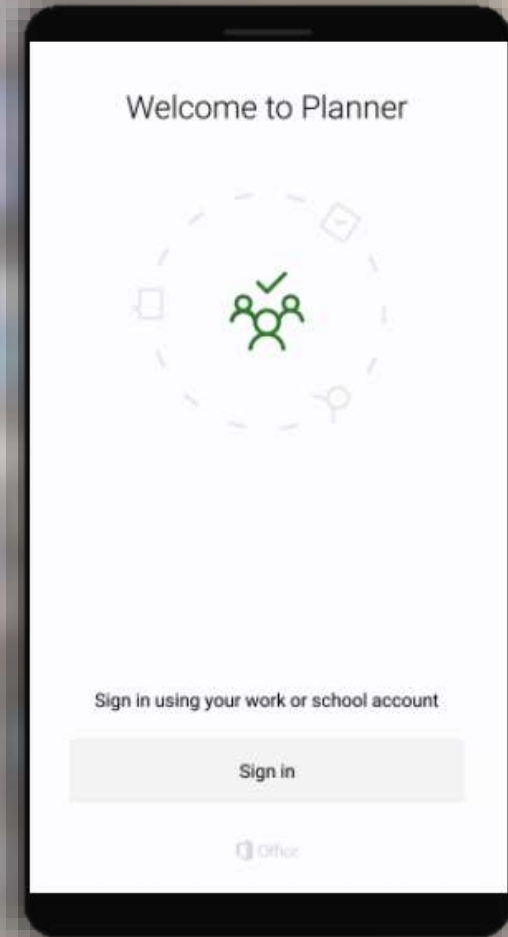 Welcome to Planner
Sign in using your work or school account
Sign in
Office